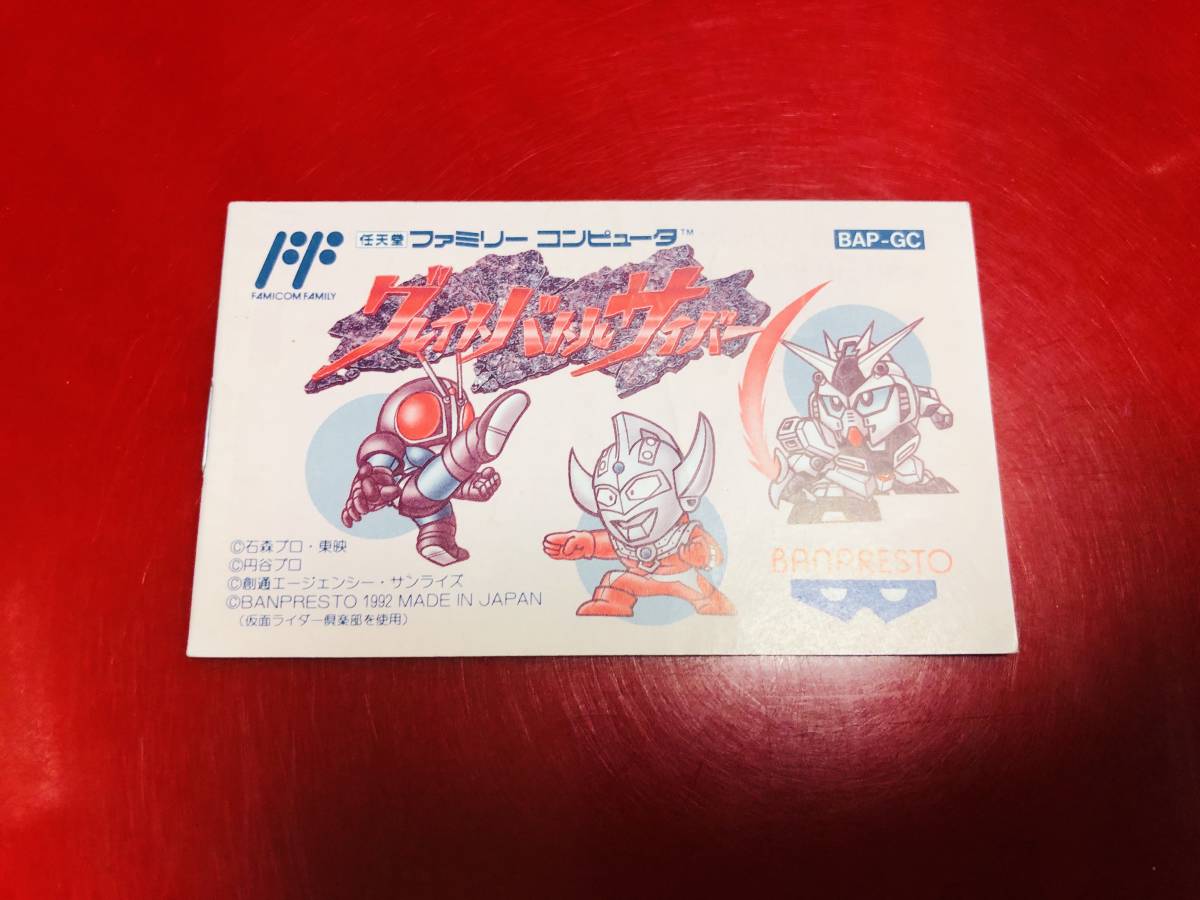 FAMICOM FAMILY
任天堂 ファミリー コンピュータ™
BAP-GC
グレイトバトルサイバー
©石森プロ・東映
©円谷プロ
©創通エージェンシー・サンライズ
©BANPRESTO 1992 MADE IN JAPAN
(仮面ライダー倶楽部を使用)
BANPRESTO